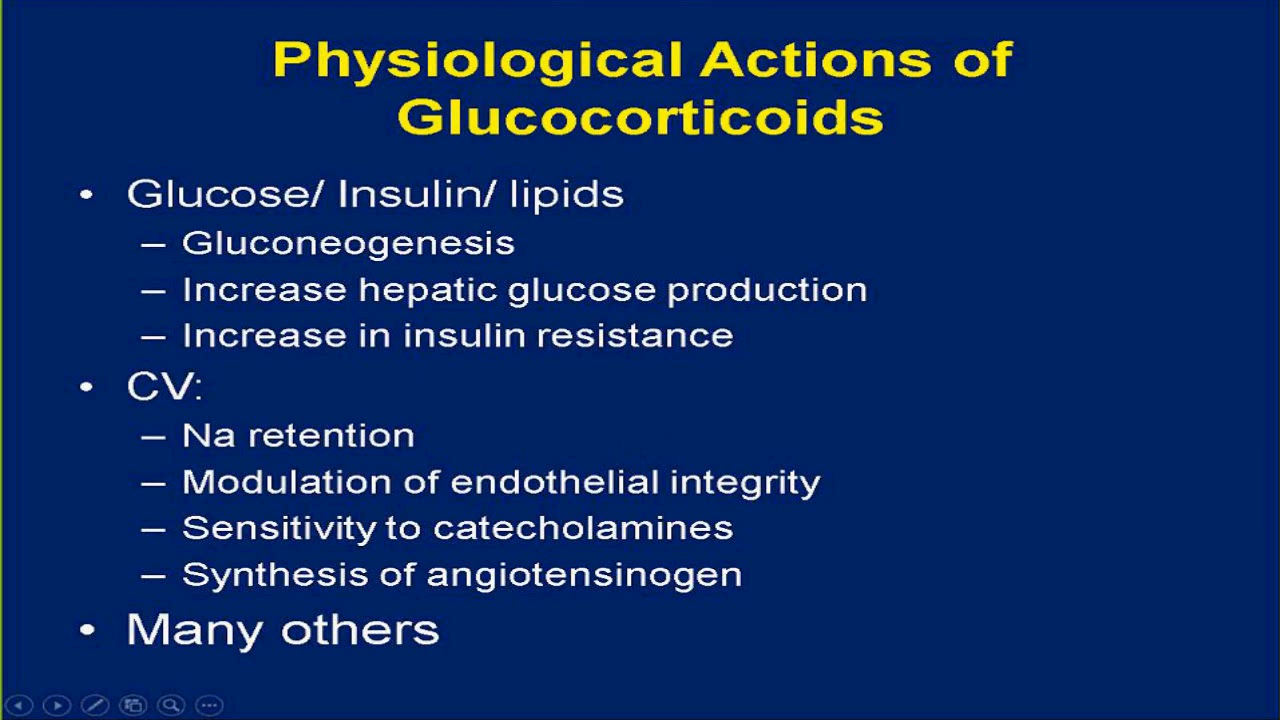 Physiological Actions of
Glucocorticoids
• Glucose/ Insulin/ lipids
– Gluconeogenesis
– Increase hepatic glucose production
– Increase in insulin resistance
• CV:
– Na retention
– Modulation of endothelial integrity
– Sensitivity to catecholamines
– Synthesis of angiotensinogen
• Many others